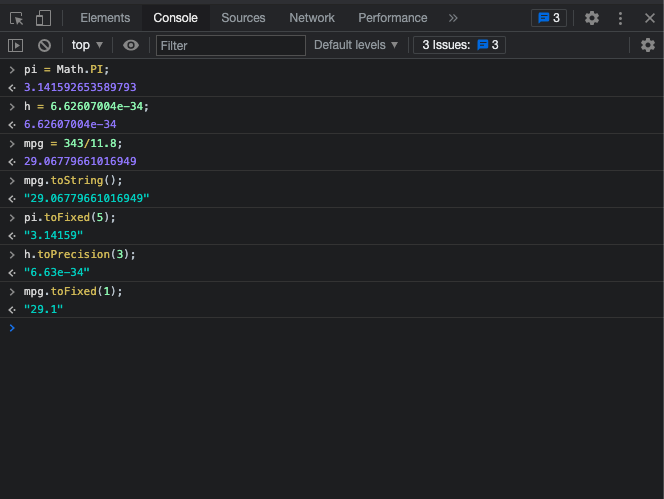 Elements Console Sources Network Performance » 3
top ▼ Filter Default levels ▼ 3 Issues: 3
> pi = Math.PI;
3.141592653589793
> h = 6.62607004e-34;
6.62607004e-34
> mpg = 343/11.8;
29.06779661016949
> mpg.toString();
"29.06779661016949"
> pi.toFixed(5);
"3.14159"
> h.toPrecision(3);
"6.63e-34"
> mpg.toFixed(1);
"29.1"
>